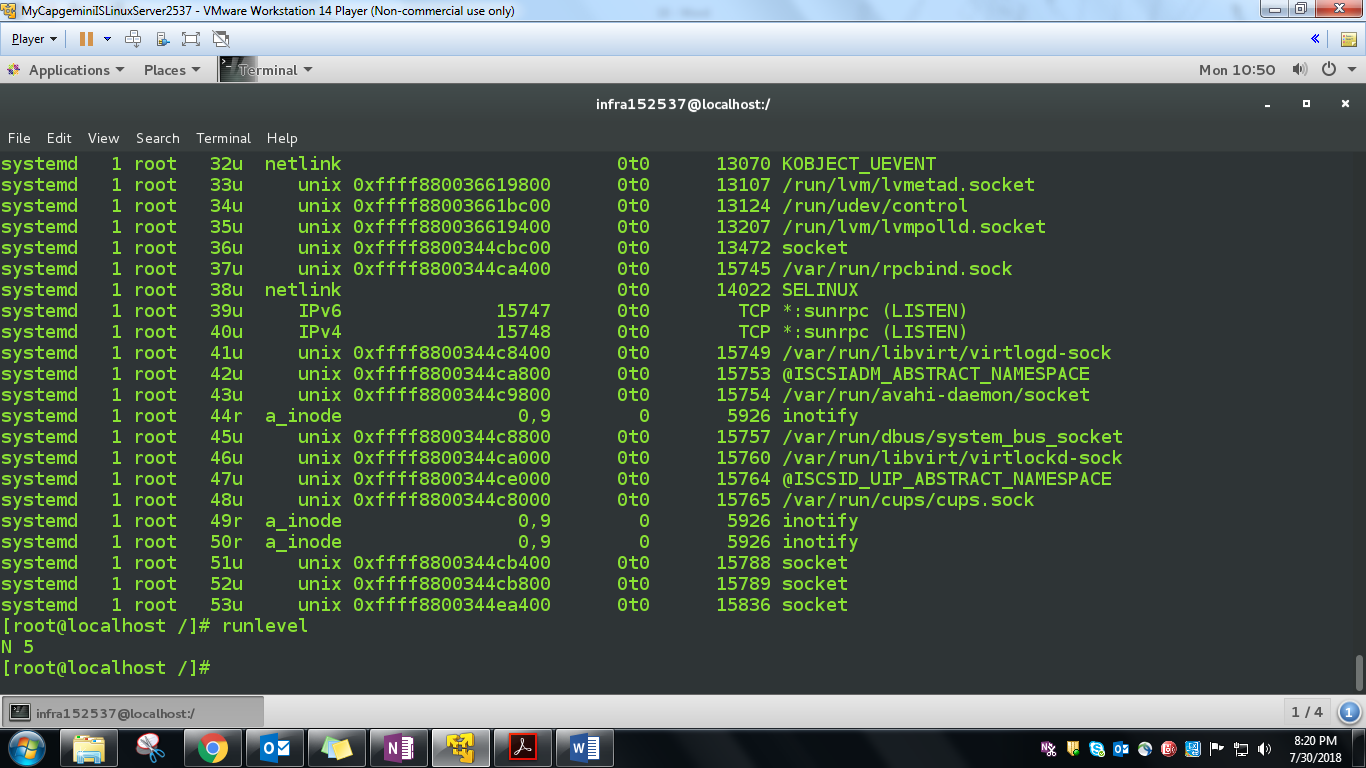 MyCapgeminiISLinuxServer2537 - VMware Workstation 14 Player (Non-commercial use only)
Player
Applications Places Terminal Mon 10:50
infra152537@localhost:/
File Edit View Search Terminal Help
systemd 1 root 32u netlink 0t0 13070 KOBJECT_UEVENT
systemd 1 root 33u unix 0xffff880036619800 0t0 13107 /run/lvm/lvmetad.socket
systemd 1 root 34u unix 0xffff88003661bc00 0t0 13124 /run/udev/control
systemd 1 root 35u unix 0xffff880036619400 0t0 13207 /run/lvm/lvmpolld.socket
systemd 1 root 36u unix 0xffff8800344cbc00 0t0 13472 socket
systemd 1 root 37u unix 0xffff8800344ca400 0t0 15745 /var/run/rpcbind.sock
systemd 1 root 38u netlink 0t0 14022 SELINUX
systemd 1 root 39u IPv6 15747 0t0 TCP *:sunrpc (LISTEN)
systemd 1 root 40u IPv4 15748 0t0 TCP *:sunrpc (LISTEN)
systemd 1 root 41u unix 0xffff8800344c8400 0t0 15749 /var/run/libvirt/virtlogd-sock
systemd 1 root 42u unix 0xffff8800344ca800 0t0 15753 @ISCSIADM_ABSTRACT_NAMESPACE
systemd 1 root 43u unix 0xffff8800344c9800 0t0 15754 /var/run/avahi-daemon/socket
systemd 1 root 44r a_inode 0,9 0 5926 inotify
systemd 1 root 45u unix 0xffff8800344c8800 0t0 15757 /var/run/dbus/system_bus_socket
systemd 1 root 46u unix 0xffff8800344ca000 0t0 15760 /var/run/libvirt/virtlockd-sock
systemd 1 root 47u unix 0xffff8800344ce000 0t0 15764 @ISCSID_UIP_ABSTRACT_NAMESPACE
systemd 1 root 48u unix 0xffff8800344c8000 0t0 15765 /var/run/cups/cups.sock
systemd 1 root 49r a_inode 0,9 0 5926 inotify
systemd 1 root 50r a_inode 0,9 0 5926 inotify
systemd 1 root 51u unix 0xffff8800344cb400 0t0 15788 socket
systemd 1 root 52u unix 0xffff8800344cb800 0t0 15789 socket
systemd 1 root 53u unix 0xffff8800344ea400 0t0 15836 socket
[root@localhost /]# runlevel
N 5
[root@localhost /]#
infra152537@localhost:/ 1 / 4 1
8:20 PM
7/30/2018